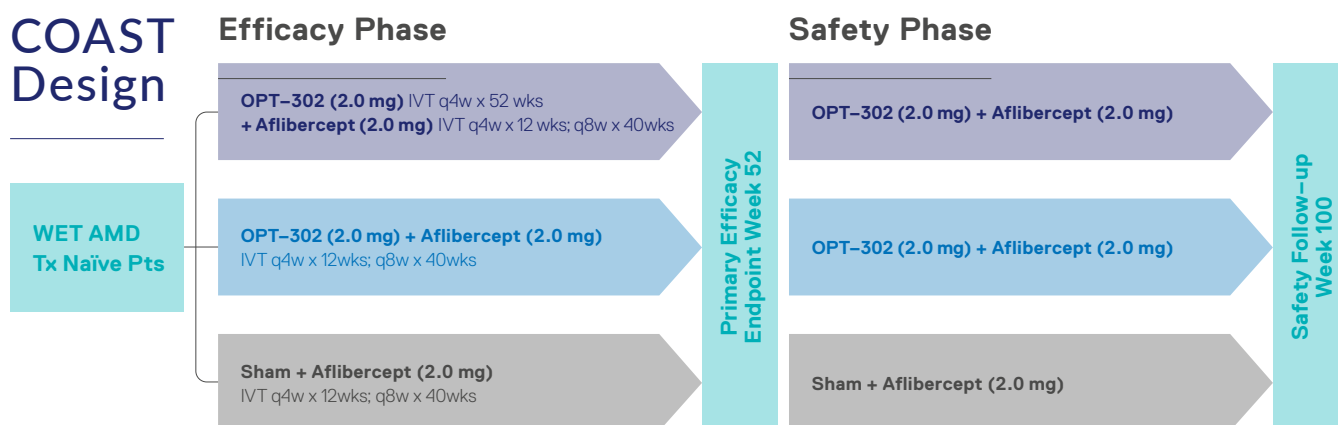 COAST
Design
Efficacy Phase
Safety Phase
WET AMD
Tx Naïve Pts
OPT–302 (2.0 mg) IVT q4w x 52 wks
+ Aflibercept (2.0 mg) IVT q4w x 12 wks; q8w x 40wks
OPT–302 (2.0 mg) + Aflibercept (2.0 mg)
IVT q4w x 12wks; q8w x 40wks
Sham + Aflibercept (2.0 mg)
IVT q4w x 12wks; q8w x 40wks
Primary Efficacy
Endpoint Week 52
OPT–302 (2.0 mg) + Aflibercept (2.0 mg)
OPT–302 (2.0 mg) + Aflibercept (2.0 mg)
Sham + Aflibercept (2.0 mg)
Safety Follow–up
Week 100